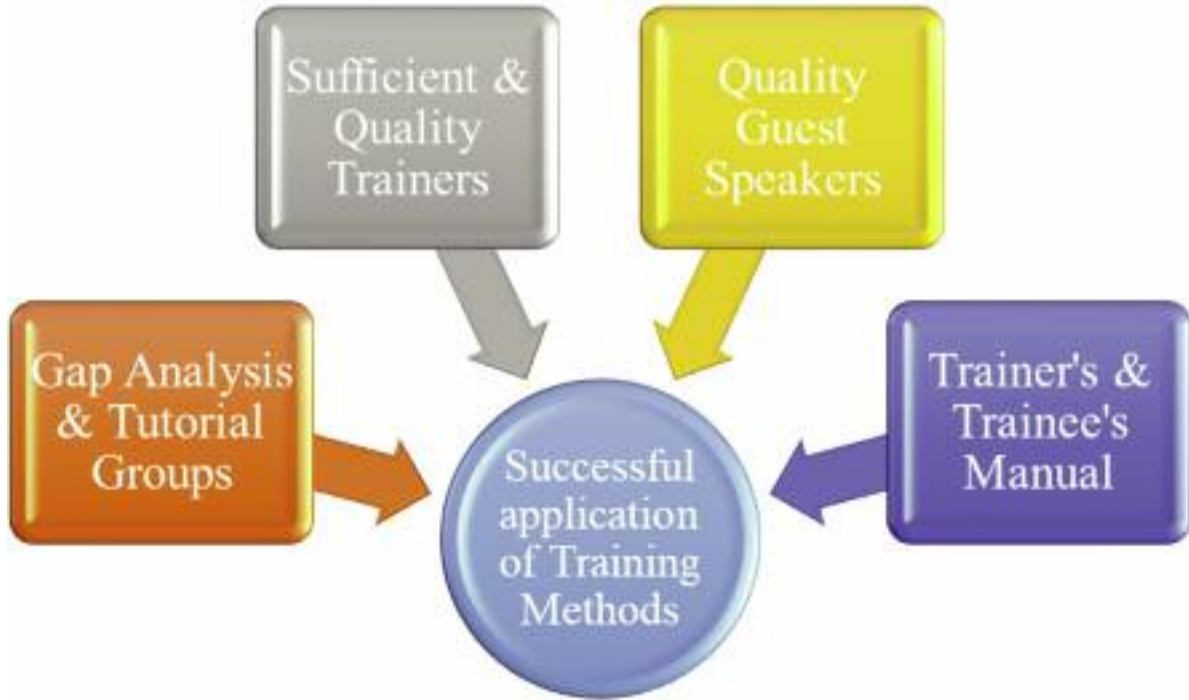 Sufficient &
Quality
Trainers
Quality
Guest
Speakers
Gap Analysis
& Tutorial
Groups
Trainer's &
Trainee's
Manual
Successful
application
of Training
Methods